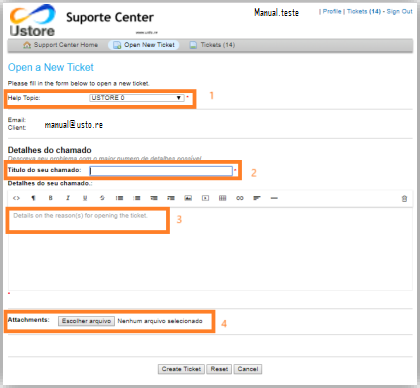 Ustore
Suporte Center
www.usto.re
Manual.teste | Profile | Tickets (14) - Sign Out
Support Center Home Open New Ticket Tickets (14)
Open a New Ticket
Please fill in the form below to open a new ticket.
Help Topic: USTORE 0 * 1
Email:
Client: manual@usto.re
Detalhes do chamado
Descreva seu problema com o maior numero de detalhes possível.
Titulo do seu chamado: * 2
Detalhes do seu chamado.:
Details on the reason(s) for opening the ticket. 3
Attachments: Escolher arquivo Nenhum arquivo selecionado 4
Create Ticket Reset Cancel